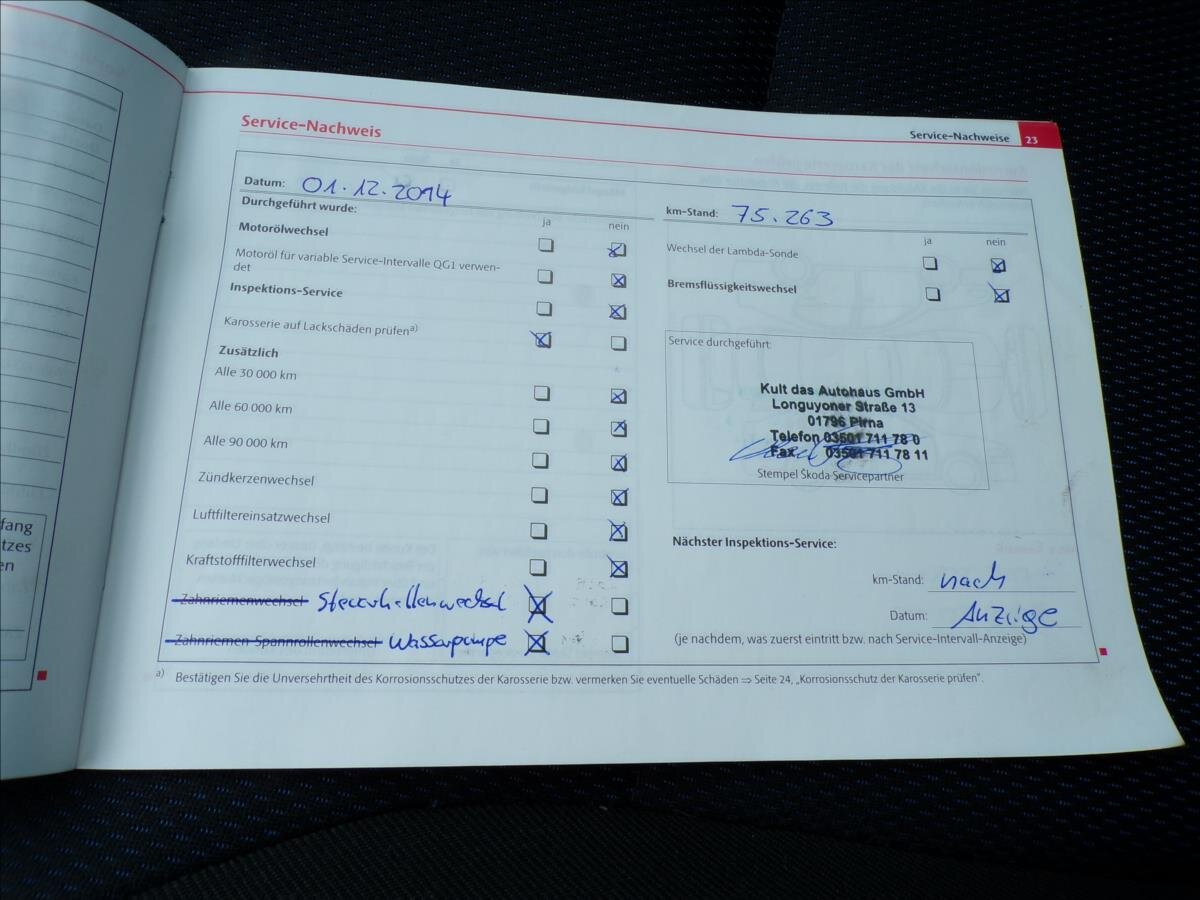 Service-Nachweis
Service-Nachweise 23
Datum: 01.12.2014
km-Stand: 75.263
Durchgeführt wurde:
ja nein
Motorölwechsel
Motoröl für variable Service-Intervalle QG1 verwen-
det
Inspektions-Service
Karosserie auf Lackschäden prüfen a)
Zusätzlich
Alle 30 000 km
Alle 60 000 km
Alle 90 000 km
Zündkerzenwechsel
Luftfiltereinsatzwechsel
Kraftstofffilterwechsel
Zahnriemenwechsel
Zahnriemen-Spannrollenwechsel Wasserpumpe
ja nein
Wechsel der Lambda-Sonde
Bremsflüssigkeitswechsel
Service durchgeführt:
Kult das Autohaus GmbH
Longuyoner Straße 13
01796 Pirna
Telefon 03501 711 78 0
Fax 03501 711 78 11
Stempel Škoda Servicepartner
Nächster Inspektions-Service:
km-Stand: nach
Datum: Anzeige
(je nachdem, was zuerst eintritt bzw. nach Service-Intervall-Anzeige)
a) Bestätigen Sie die Unversehrtheit des Korrosionsschutzes der Karosserie bzw. vermerken Sie eventuelle Schäden ⇒ Seite 24, „Korrosionsschutz der Karosserie prüfen“.
fang
tzes
en